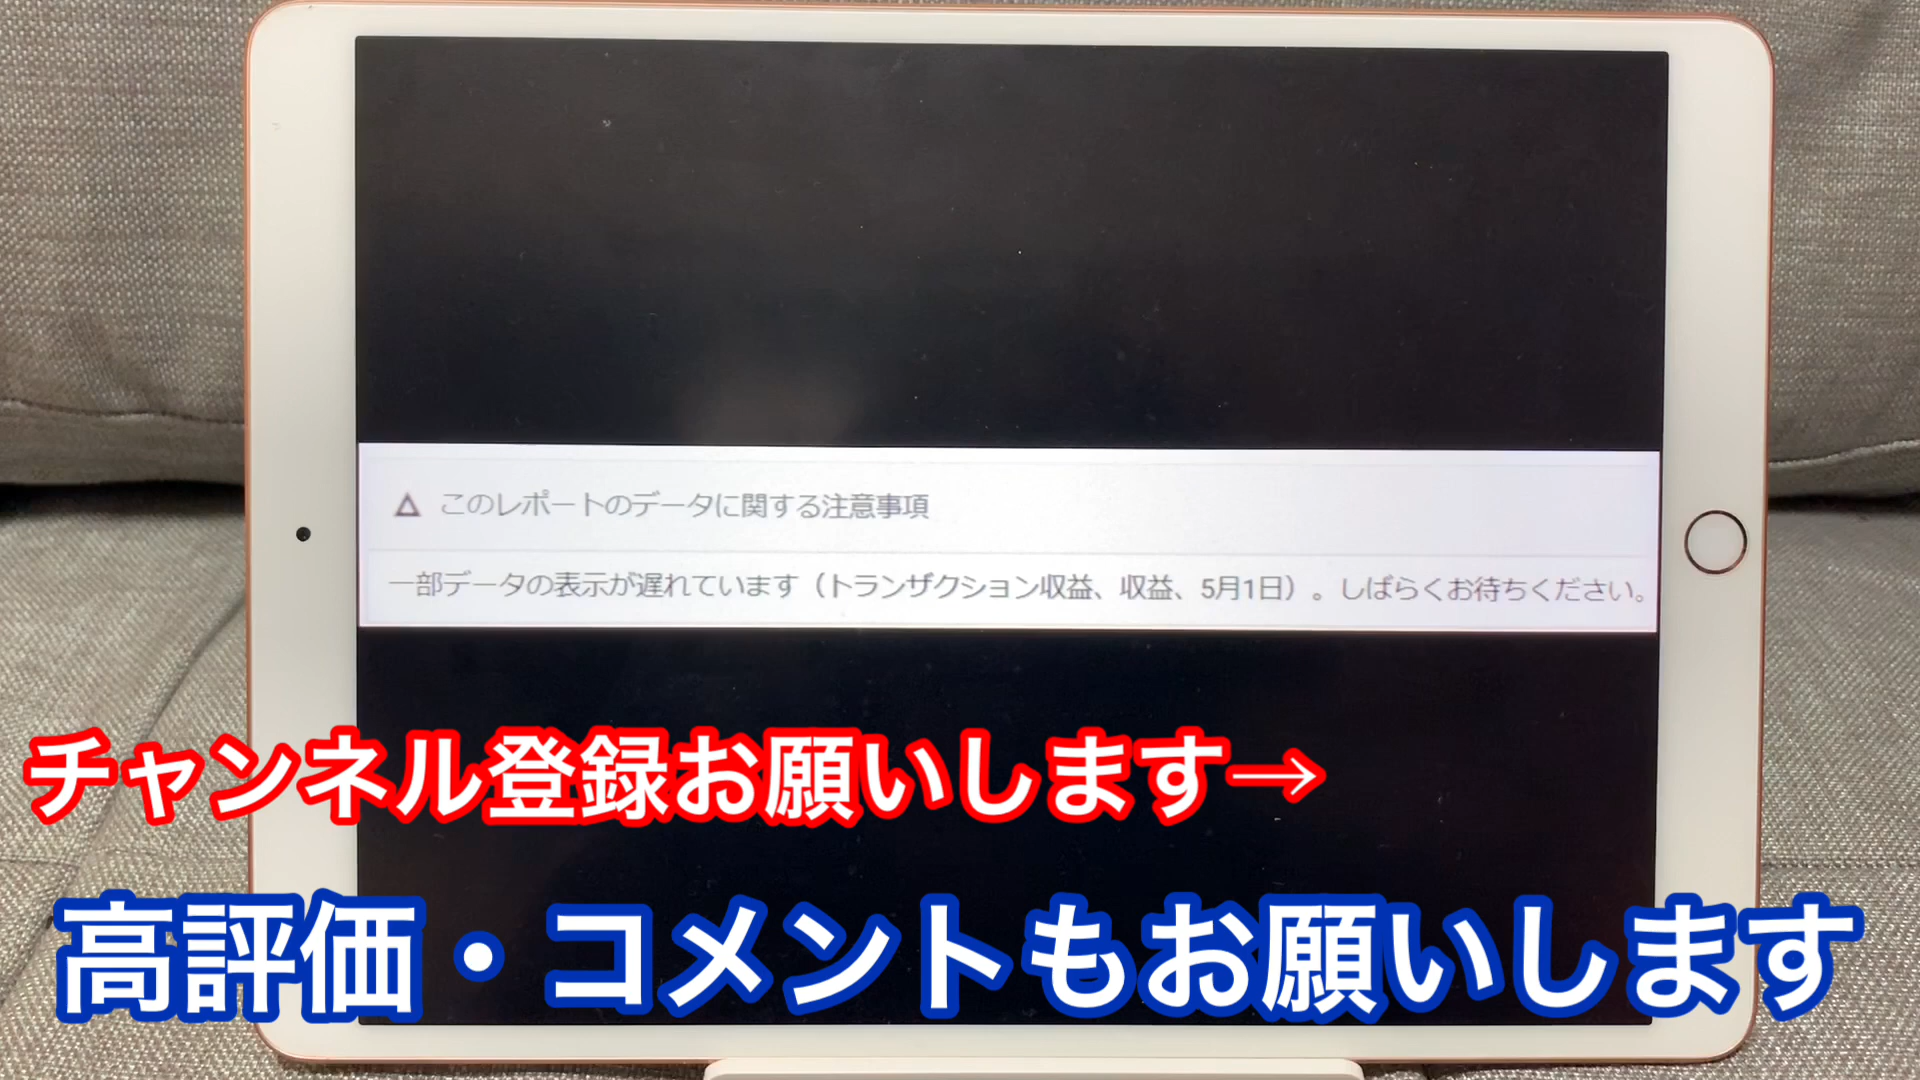 このレポートのデータに関する注意事項
一部データの表示が遅れています（トランザクション収益、収益、5月1日）。しばらくお待ちください。
チャンネル登録お願いします→
高評価・コメントもお願いします